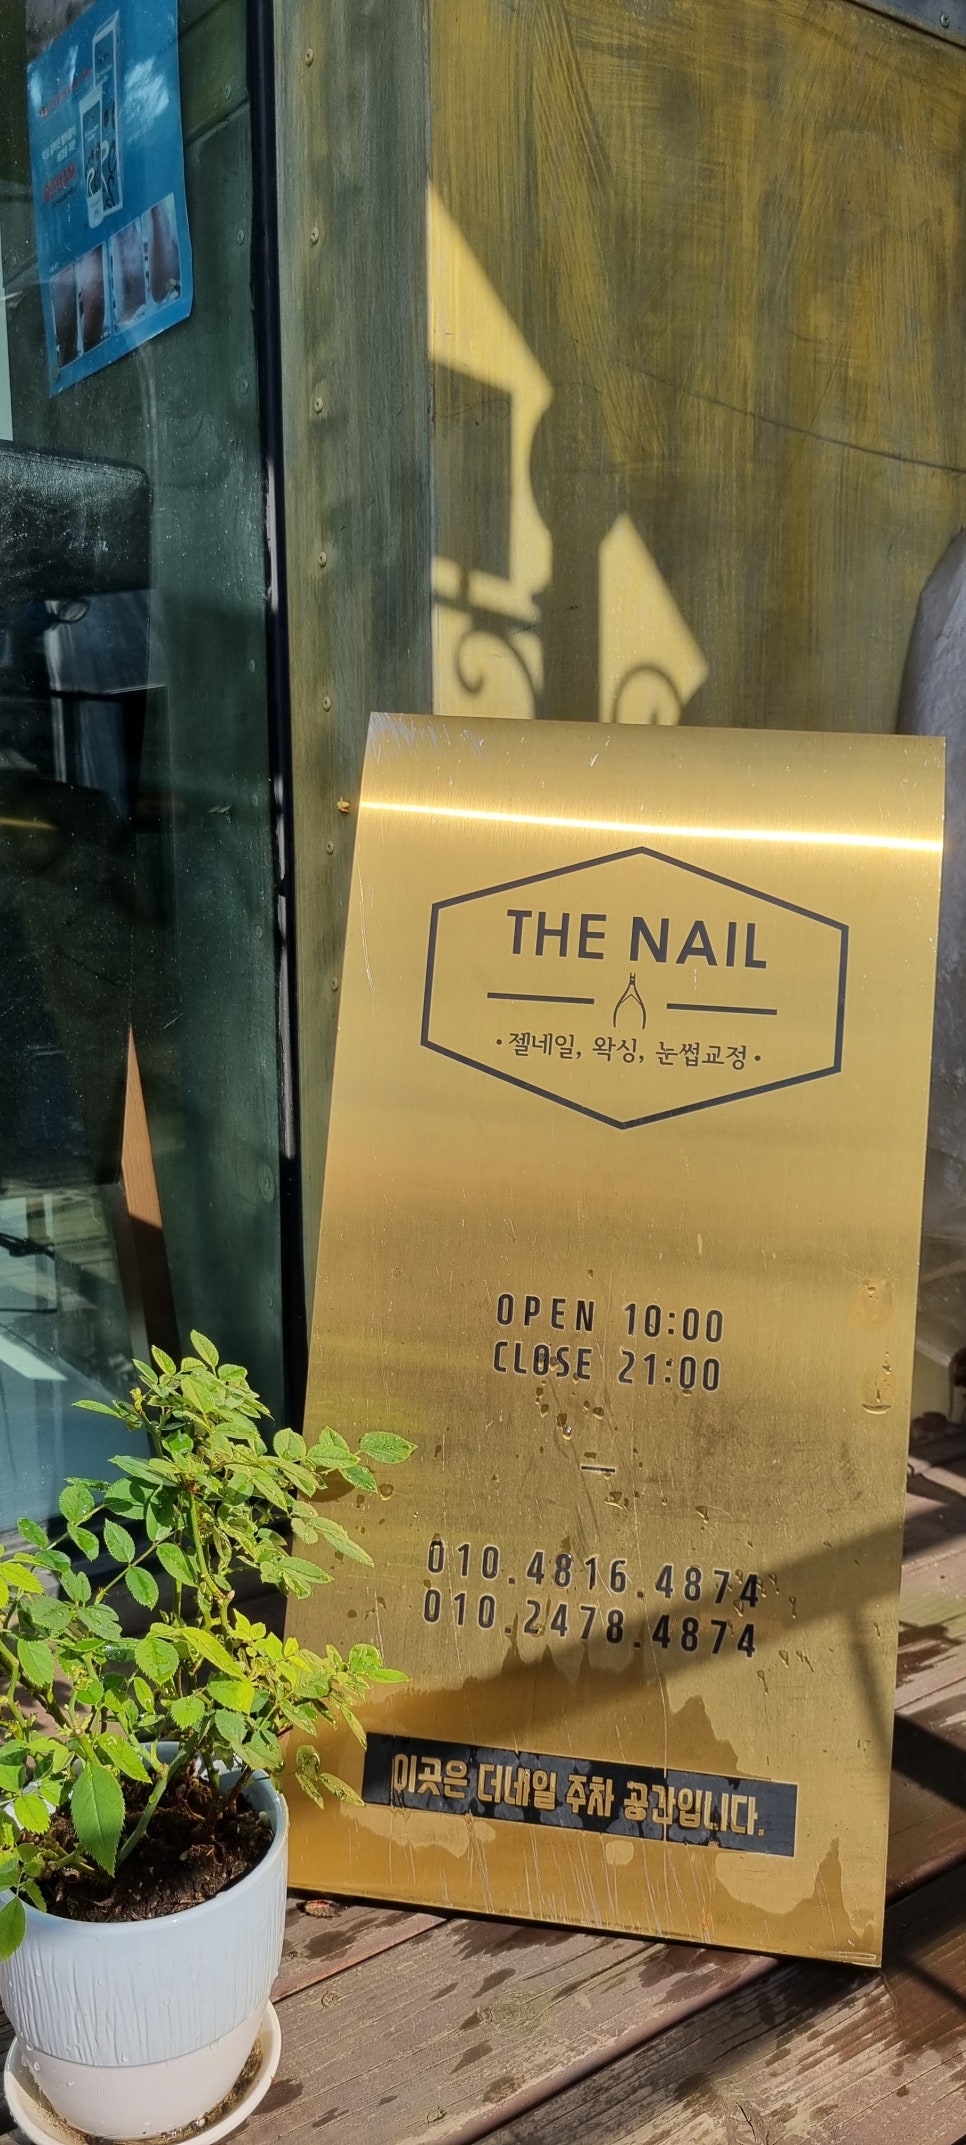 THE NAIL
·젤네일, 왁싱, 눈썹교정·
OPEN 10:00
CLOSE 21:00
010.4816.4874
010.2478.4874
이곳은 더네일 주차 공간입니다.